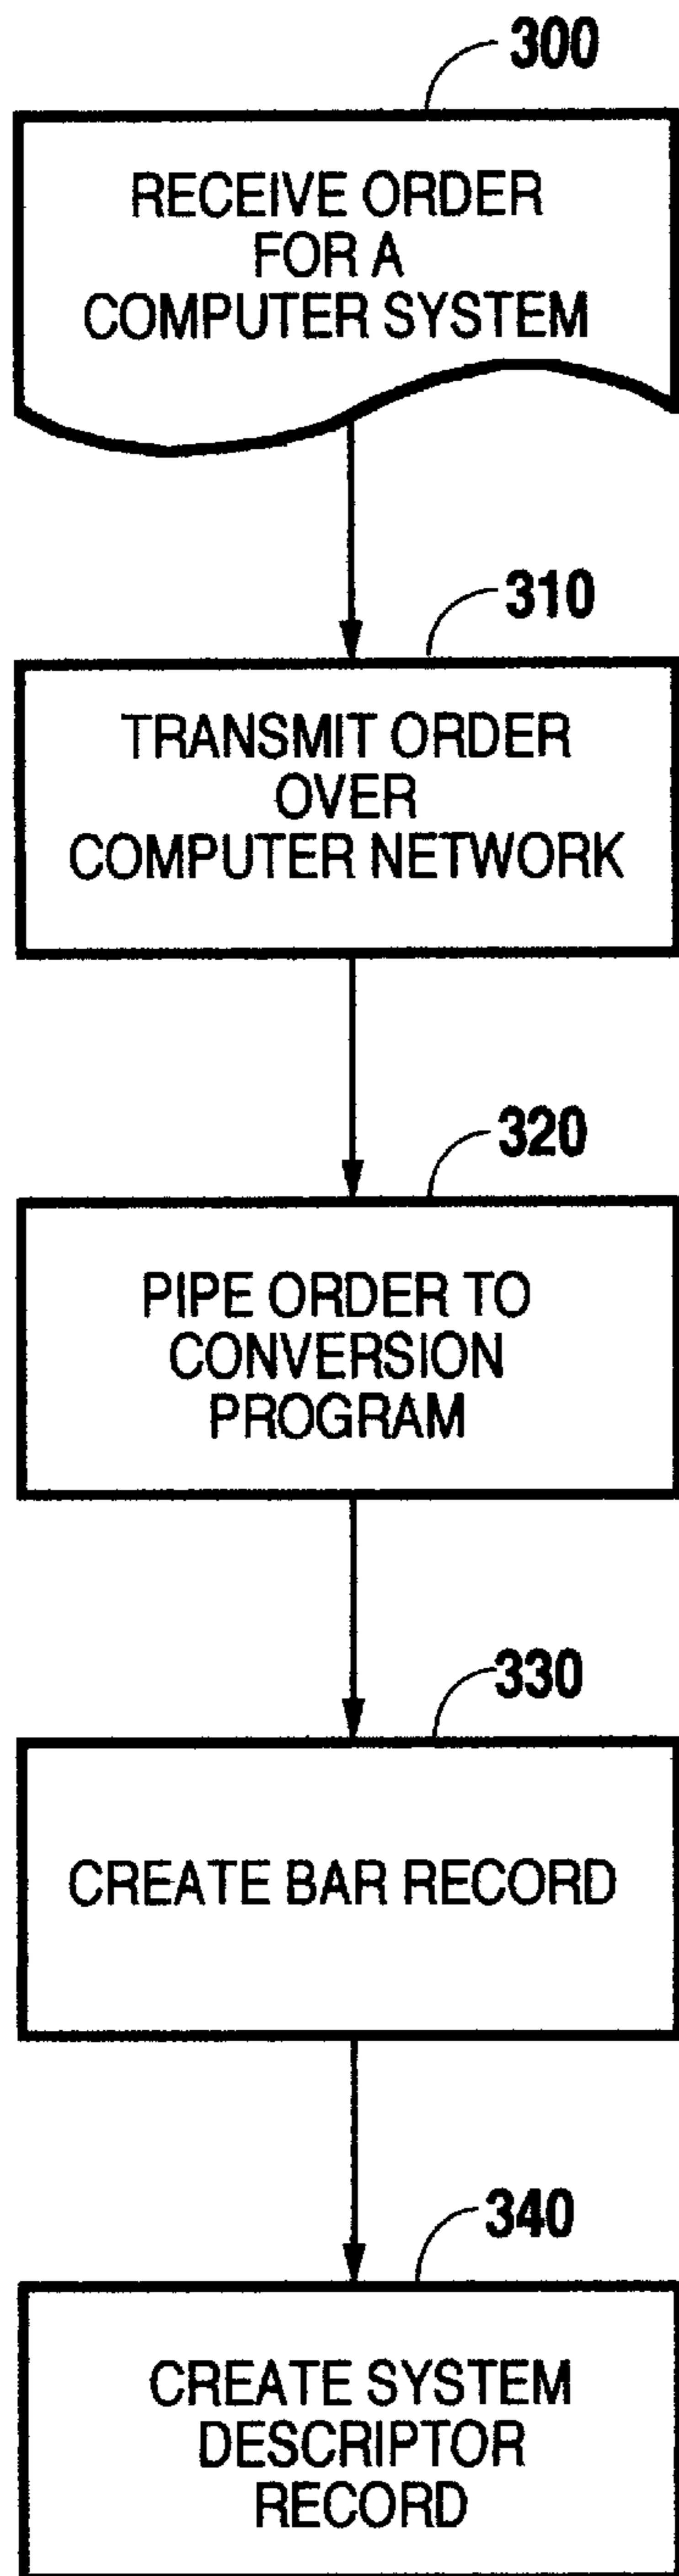 300
RECEIVE ORDER
FOR A
COMPUTER SYSTEM
310
TRANSMIT ORDER
OVER
COMPUTER NETWORK
320
PIPE ORDER TO
CONVERSION
PROGRAM
330
CREATE BAR RECORD
340
CREATE SYSTEM
DESCRIPTOR
RECORD